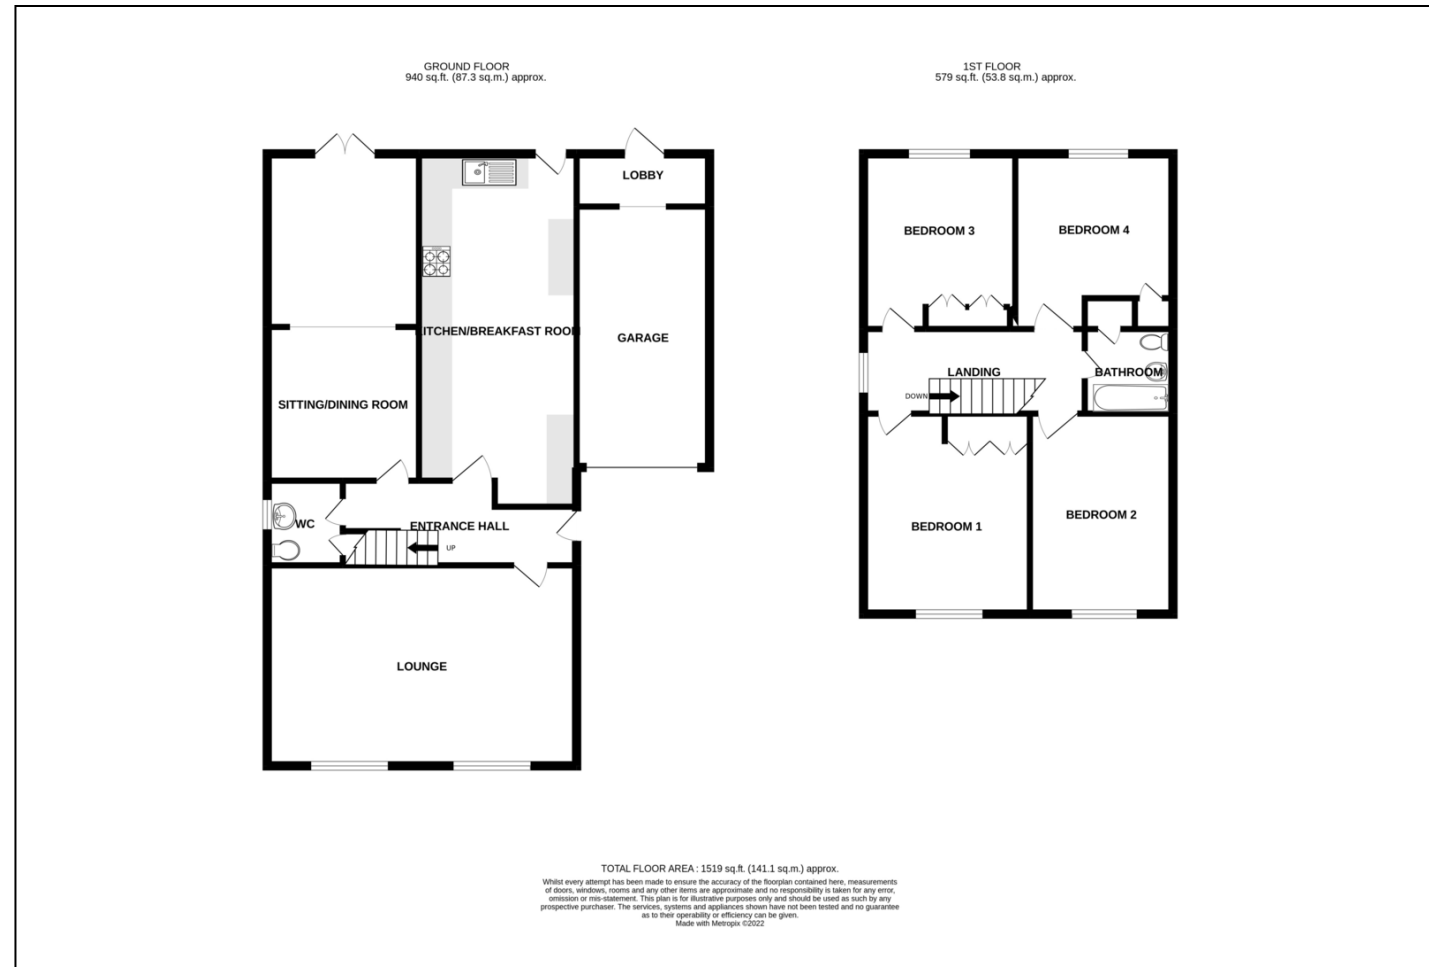 GROUND FLOOR
940 sq.ft. (87.3 sq.m.) approx.
1ST FLOOR
579 sq.ft. (53.8 sq.m.) approx.
LOBBY
KITCHEN/BREAKFAST ROOM
GARAGE
SITTING/DINING ROOM
WC
ENTRANCE HALL
UP
LOUNGE
BEDROOM 3
BEDROOM 4
LANDING
BATHROOM
DOWN
BEDROOM 1
BEDROOM 2
TOTAL FLOOR AREA : 1519 sq.ft. (141.1 sq.m.) approx.
Whilst every attempt has been made to ensure the accuracy of the floorplan contained here, measurements
of doors, windows, rooms and any other items are approximate and no responsibility is taken for any error,
omission or mis-statement. This plan is for illustrative purposes only and should be used as such by any
prospective purchaser. The services, systems and appliances shown have not been tested and no guarantee
as to their operability or efficiency can be given.
Made with Metropix ©2022